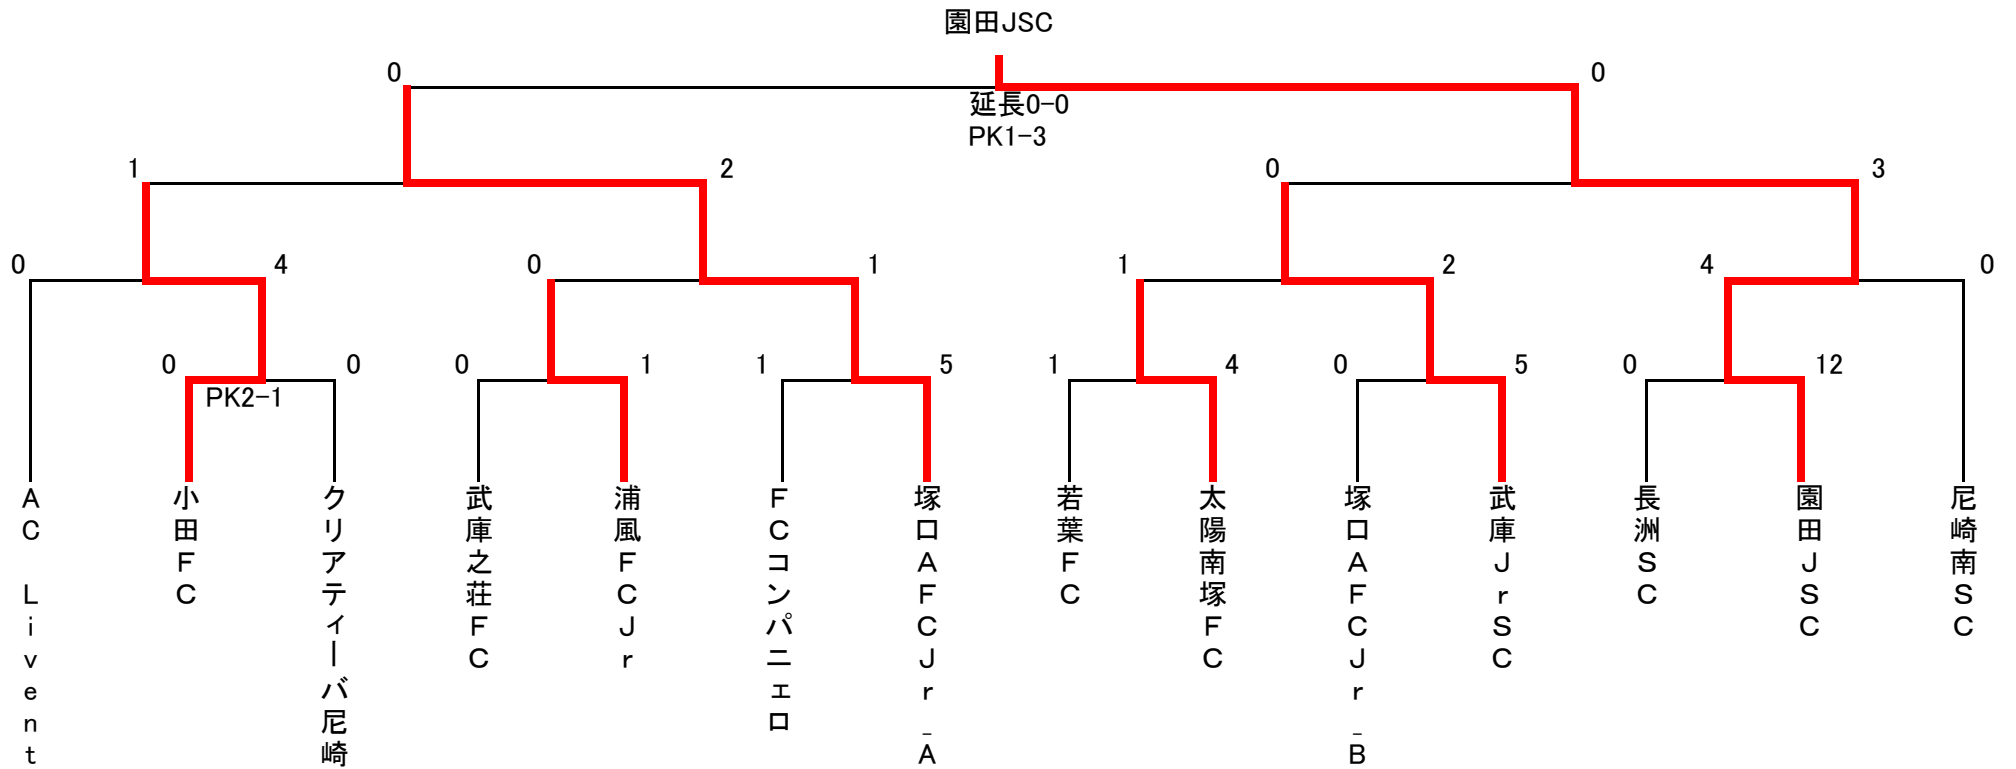 園田JSC
0
0
延長0-0
PK1-3
1
2
0
3
0
4
0
1
1
2
4
0
0
0
0
1
1
5
1
4
0
5
0
12
PK2-1
AC Livent
小田FC
クリアティーバ尼崎
武庫之荘FC
浦風FCJr
FCコンパニェロ
塚口AFCJr_A
若葉FC
太陽南塚FC
塚口AFCJr_B
武庫JrSC
長洲SC
園田JSC
尼崎南SC